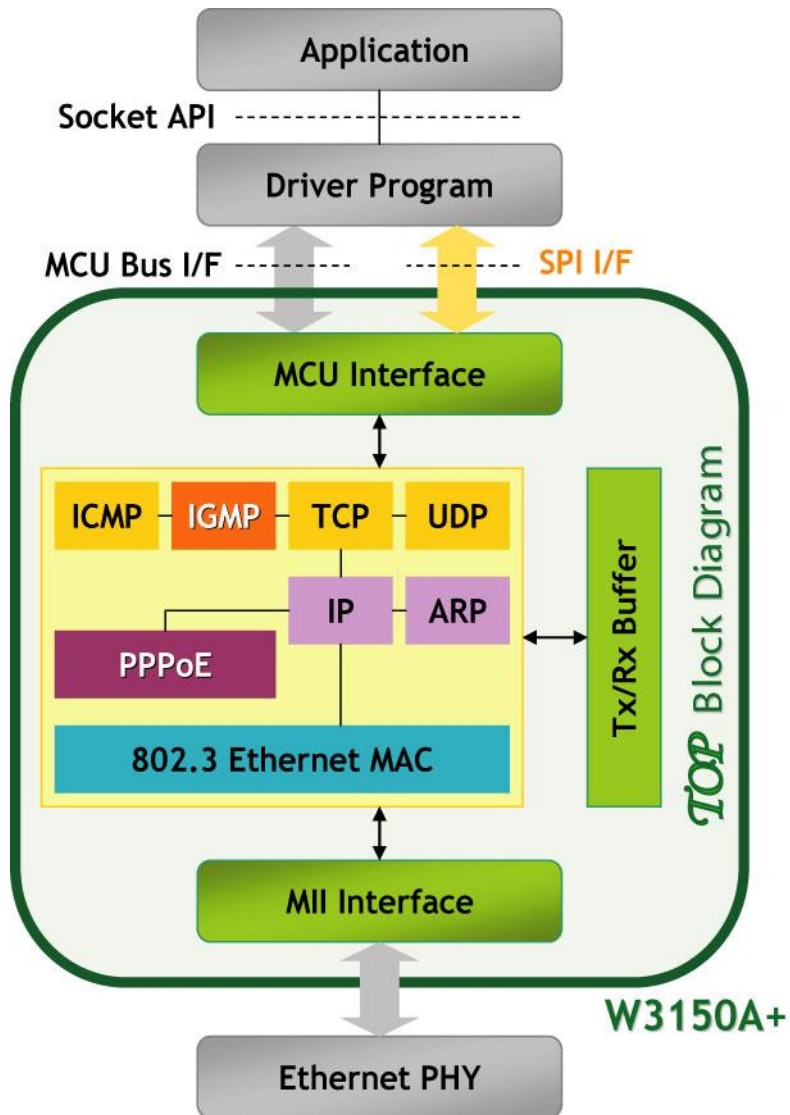 Application
Socket API
Driver Program
MCU Bus I/F
SPI I/F
MCU Interface
ICMP
IGMP
TCP
UDP
IP
ARP
PPPoE
802.3 Ethernet MAC
Tx/Rx Buffer
TOP Block Diagram
MII Interface
W3150A+
Ethernet PHY